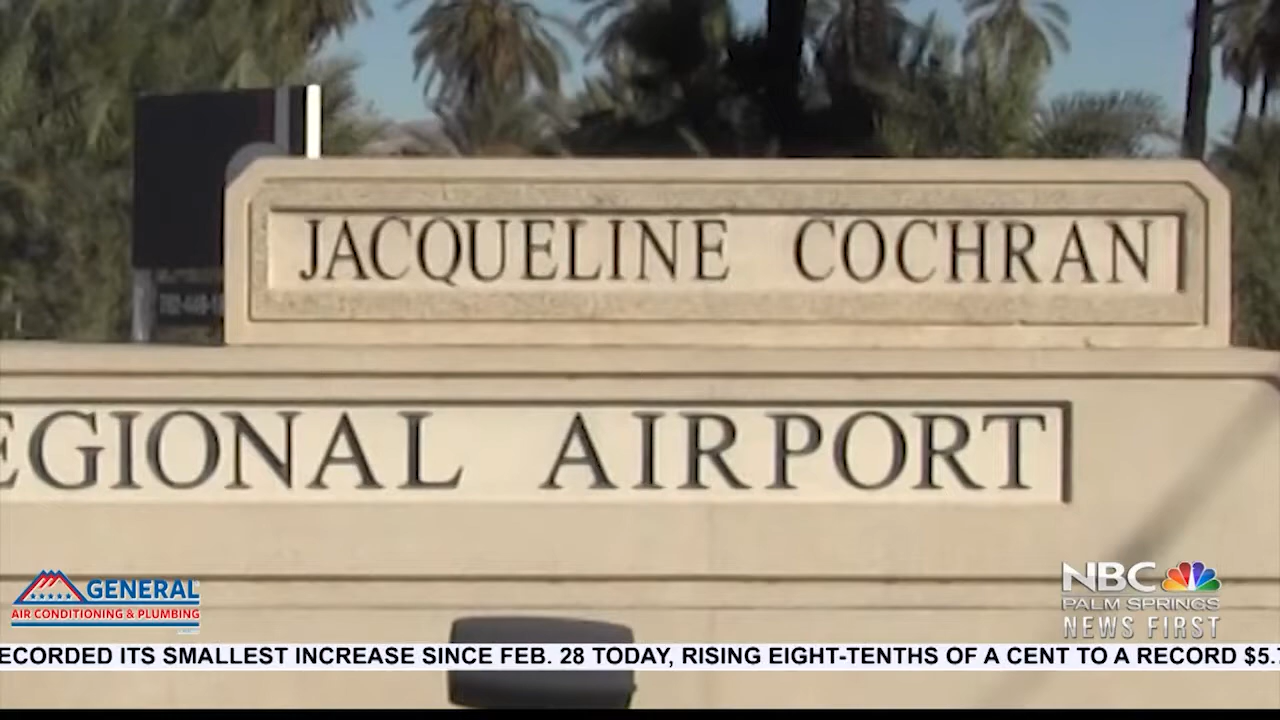 JACQUELINE COCHRAN
EGIONAL AIRPORT
GENERAL
AIR CONDITIONING & PLUMBING
NBC
PALM SPRINGS
NEWS FIRST
ECORDED ITS SMALLEST INCREASE SINCE FEB. 28 TODAY, RISING EIGHT-TENTHS OF A CENT TO A RECORD $5.7